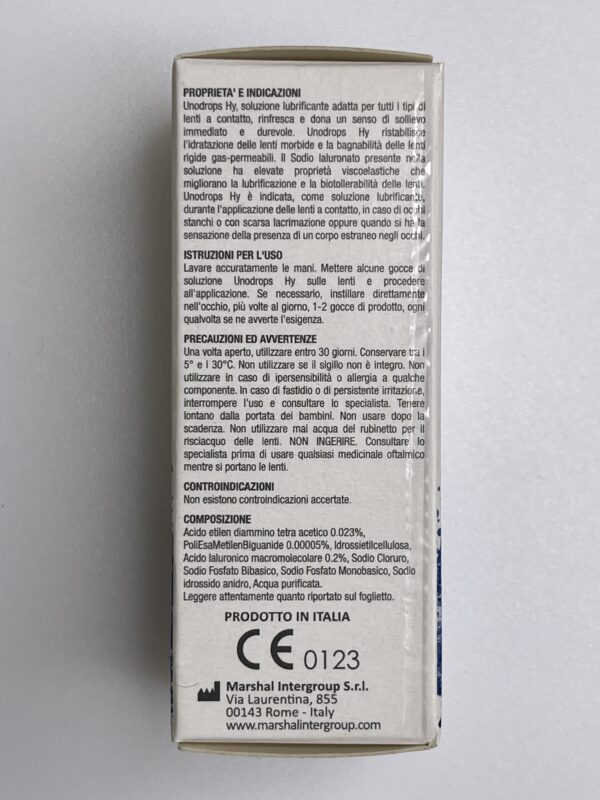 PROPRIETA' E INDICAZIONI
Unodrops Hy, soluzione lubrificante adatta per tutti i tipi di
lenti a contatto, rinfresca e dona un senso di sollievo
immediato e durevole. Unodrops Hy ristabilisce
l'idratazione delle lenti morbide e la bagnabilità delle lenti
rigide gas-permeabili. Il Sodio Ialuronato presente nella
soluzione ha elevate proprietà viscoelastiche che
migliorano la lubrificazione e la biotollerabilità delle lenti.
Unodrops Hy è indicata, come soluzione lubrificante,
durante l'applicazione delle lenti a contatto, in caso di occhi
stanchi o con scarsa lacrimazione oppure quando si ha la
sensazione della presenza di un corpo estraneo negli occhi.
ISTRUZIONI PER L'USO
Lavare accuratamente le mani. Mettere alcune gocce di
soluzione Unodrops Hy sulle lenti e procedere
all'applicazione. Se necessario, instillare direttamente
nell'occhio, più volte al giorno, 1-2 gocce di prodotto, ogni
qualvolta se ne avverte l'esigenza.
PRECAUZIONI ED AVVERTENZE
Una volta aperto, utilizzare entro 30 giorni. Conservare tra i
5° e I 30°C. Non utilizzare se il sigillo non è integro. Non
utilizzare in caso di ipersensibilità o allergia a qualche
componente. In caso di fastidio o di persistente irritazione,
interrompere l'uso e consultare lo specialista. Tenere
lontano dalla portata dei bambini. Non usare dopo la
scadenza. Non utilizzare mai acqua del rubinetto per il
risciacquo delle lenti. NON INGERIRE. Consultare lo
specialista prima di usare qualsiasi medicinale oftalmico
mentre si portano le lenti.
CONTROINDICAZIONI
Non esistono controindicazioni accertate.
COMPOSIZIONE
Acido etilen diammino tetra acetico 0.023%,
PoliEsaMetilenBiguanide 0.00005%, Idrossietilcellulosa,
Acido Ialuronico macromolecolare 0.2%, Sodio Cloruro,
Sodio Fosfato Bibasico, Sodio Fosfato Monobasico, Sodio
idrossido anidro, Acqua purificata.
Leggere attentamente quanto riportato sul foglietto.
PRODOTTO IN ITALIA
CE 0123
Marshal Intergroup S.r.l.
Via Laurentina, 855
00143 Rome - Italy
www.marshalintergroup.com